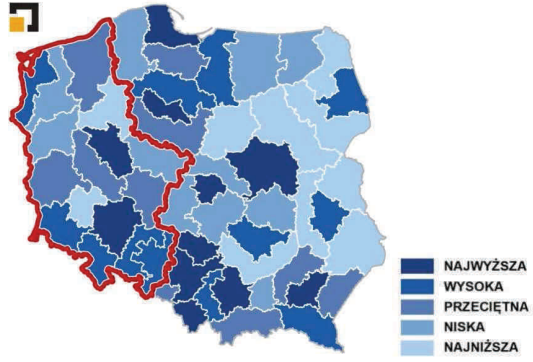 NAJWYŻSZA
WYSOKA
PRZECIĘTNA
NISKA
NAJNIŻSZA